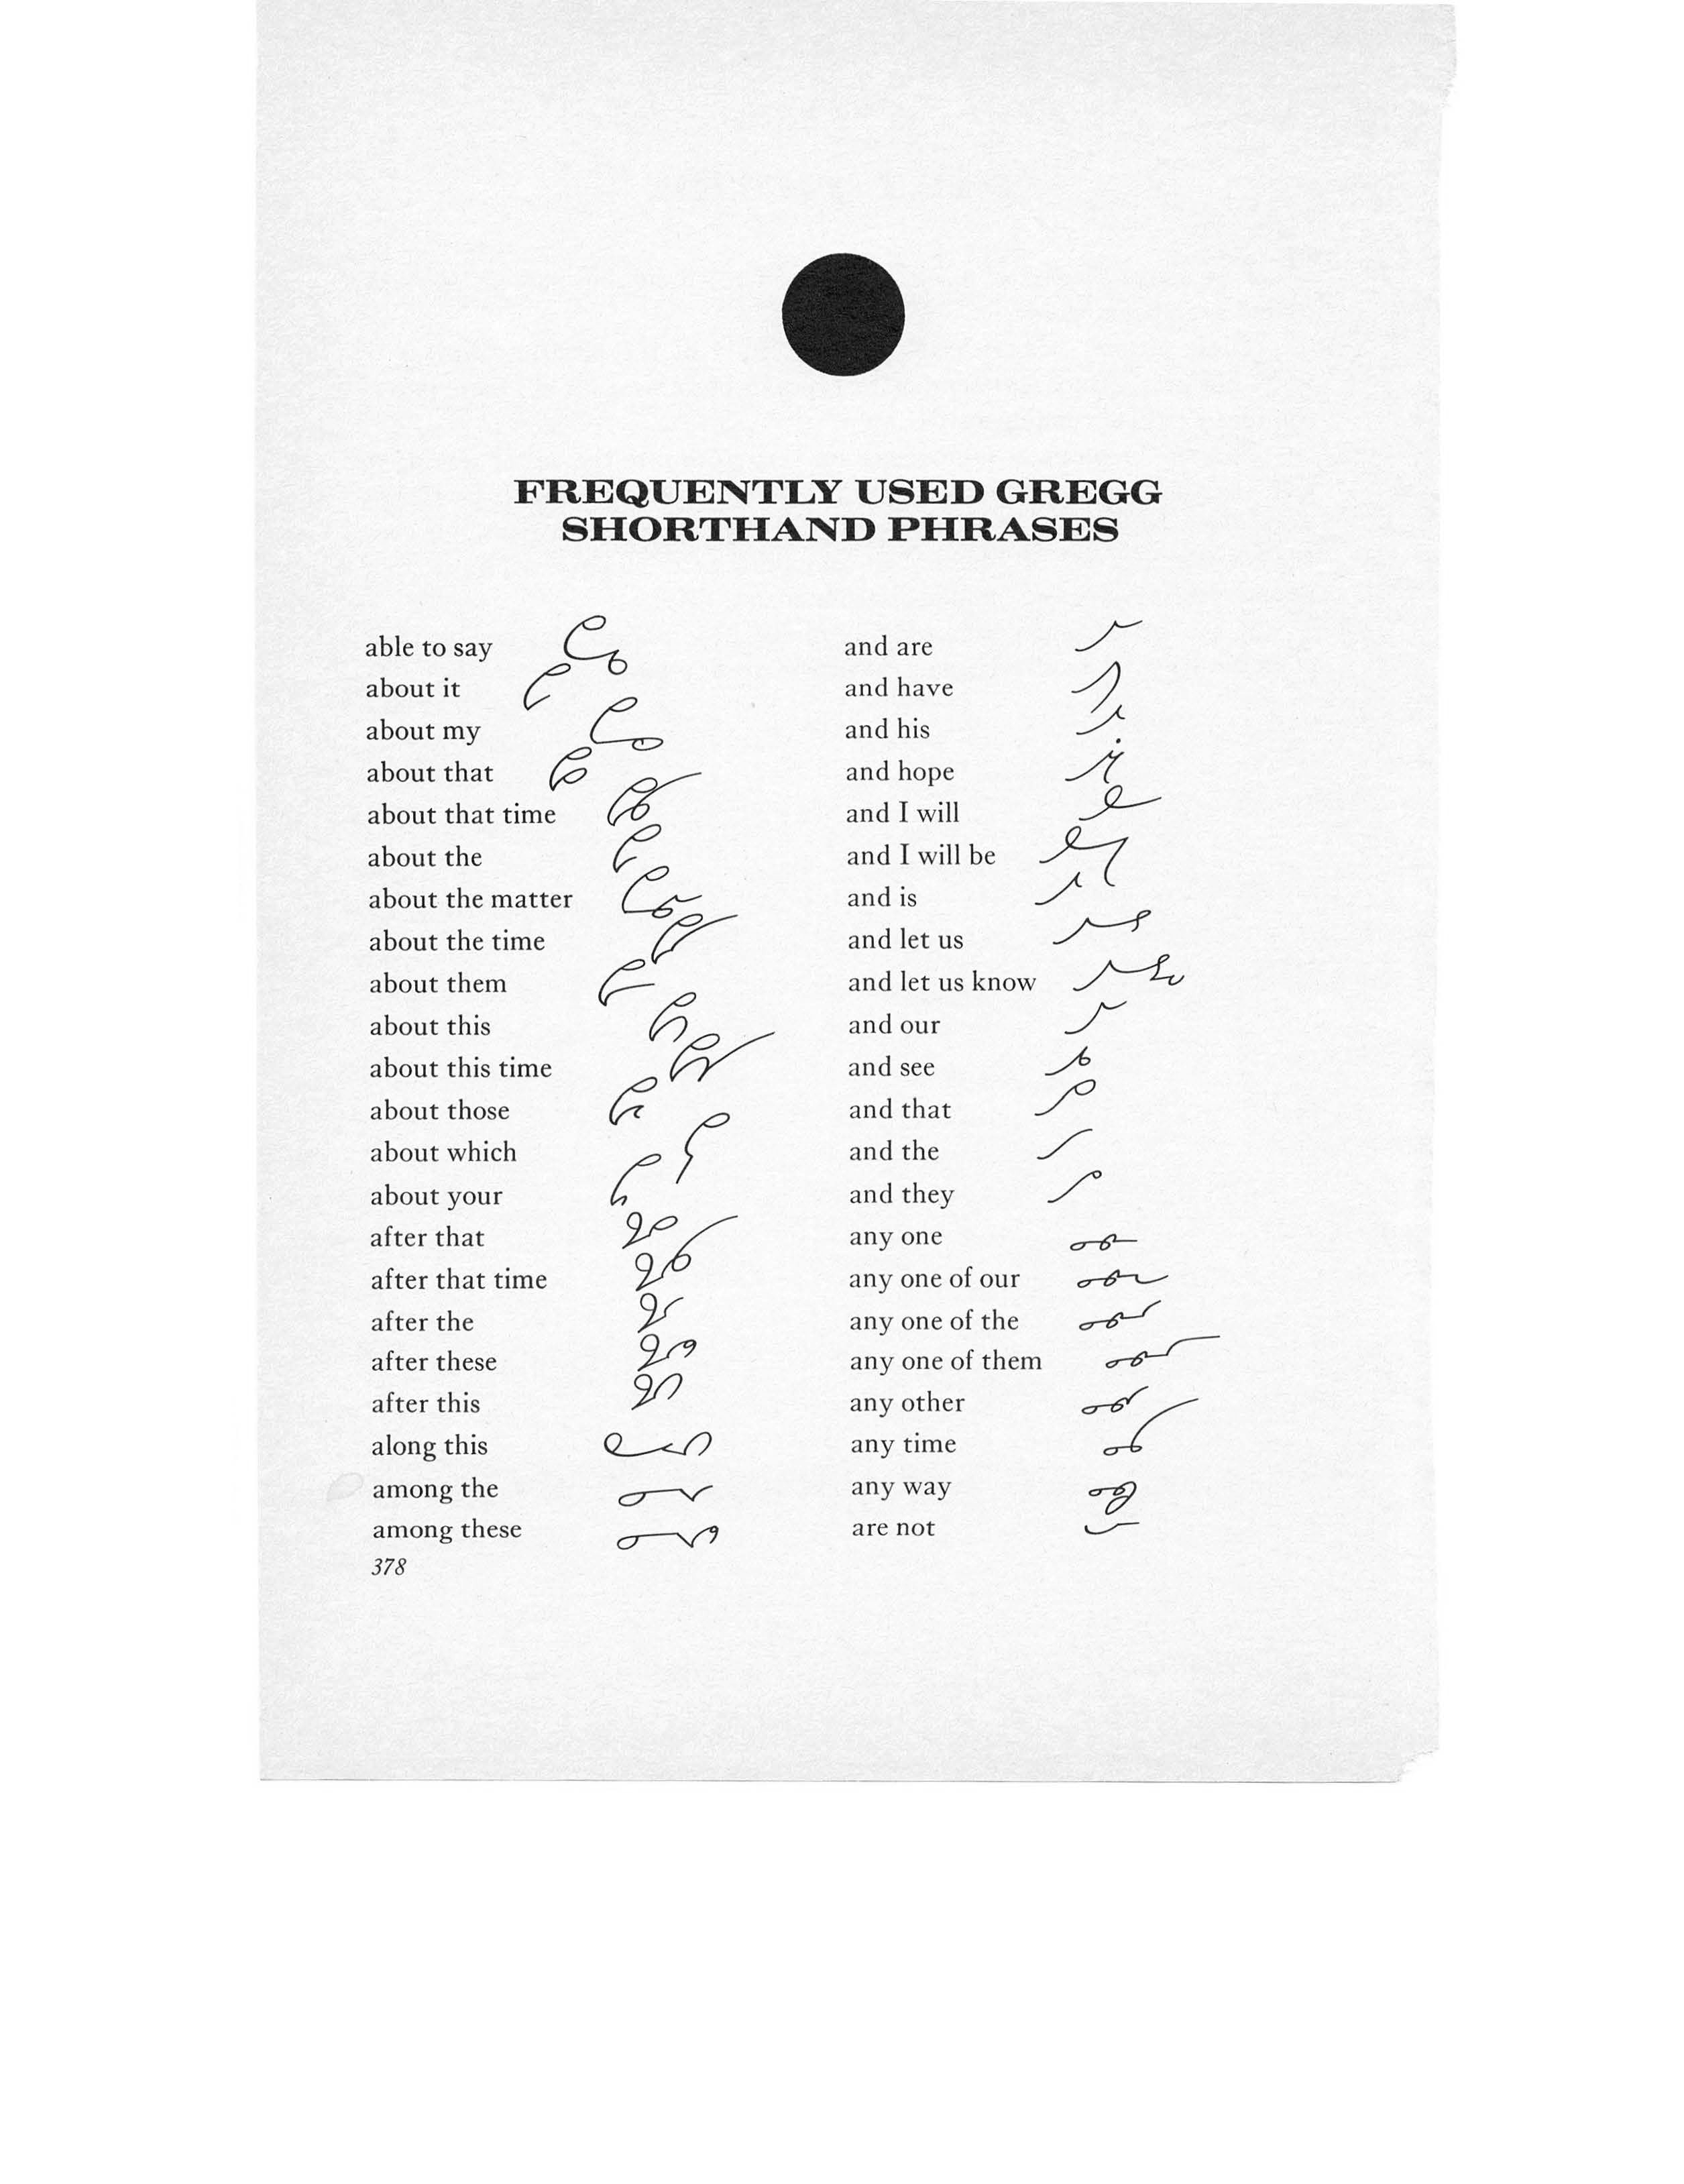 FREQUENTLY USED GREGG
SHORTHAND PHRASES
able to say
about it
about my
about that
about that time
about the
about the matter
about the time
about them
about this
about this time
about those
about which
about your
after that
after that time
after the
after these
after this
along this
among the
among these
378
and are
and have
and his
and hope
and I will
and I will be
and is
and let us
and let us know
and our
and see
and that
and the
and they
any one
any one of our
any one of the
any one of them
any other
any time
any way
are not